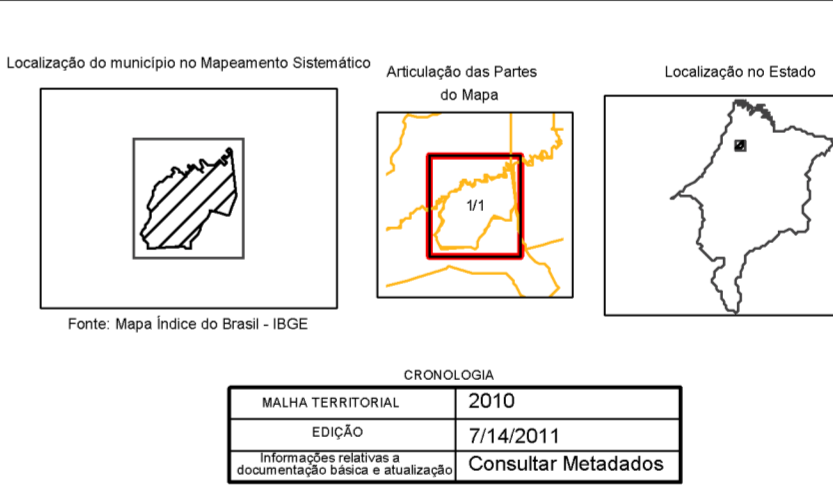 Localização do município no Mapeamento Sistemático
Articulação das Partes
do Mapa
Localização no Estado
1/1
Fonte: Mapa Índice do Brasil - IBGE
CRONOLOGIA
MALHA TERRITORIAL
2010
EDIÇÃO
7/14/2011
Informações relativas a
documentação básica e atualização
Consultar Metadados